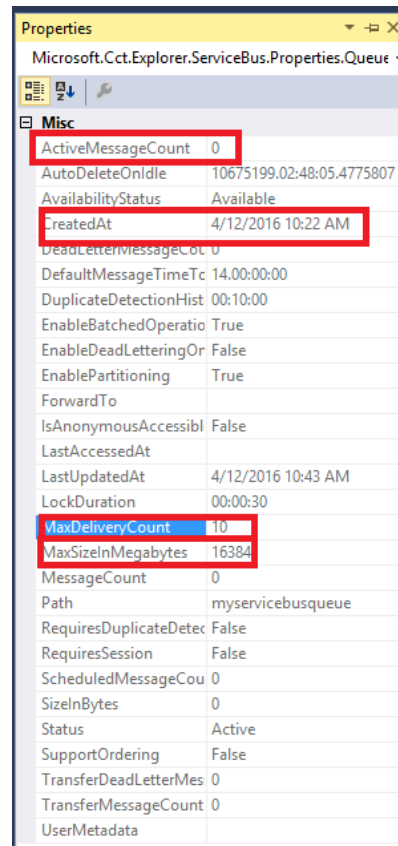 Properties
Microsoft.Cct.Explorer.ServiceBus.Properties.Queue
Misc
ActiveMessageCount 0
AutoDeleteOnIdle 10675199.02:48:05.4775807
AvailabilityStatus Available
CreatedAt 4/12/2016 10:22 AM
DeadLetterMessageCou 0
DefaultMessageTimeTo 14.00:00:00
DuplicateDetectionHist 00:10:00
EnableBatchedOperatio True
EnableDeadLetteringOn False
EnablePartitioning True
ForwardTo
IsAnonymousAccessibl False
LastAccessedAt
LastUpdatedAt 4/12/2016 10:43 AM
LockDuration 00:00:30
MaxDeliveryCount 10
MaxSizeInMegabytes 16384
MessageCount 0
Path myservicebusqueue
RequiresDuplicateDetec False
RequiresSession False
ScheduledMessageCou 0
SizeInBytes 0
Status Active
SupportOrdering False
TransferDeadLetterMes 0
TransferMessageCount 0
UserMetadata